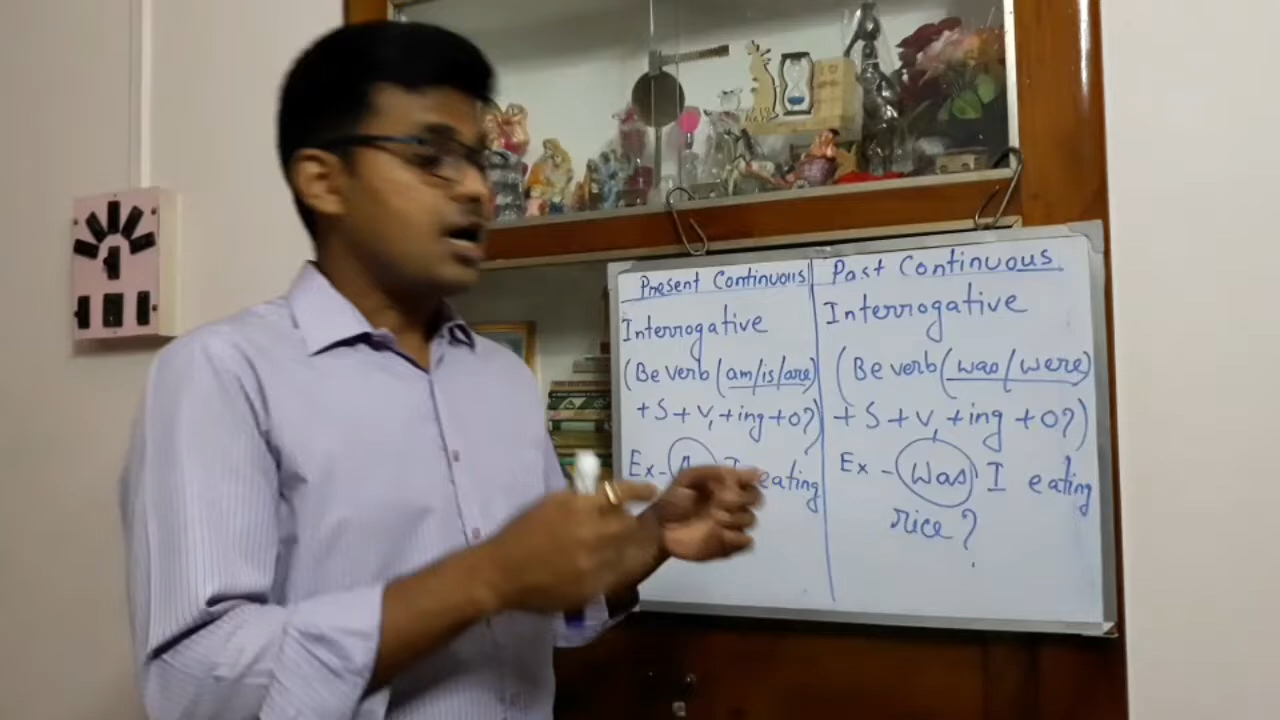 Present Continuous
Interrogative
(Be verb (am/is/are)
+ S + V1 + ing + O?)
Ex - I eating
Past Continuous
Interrogative
(Be verb (was/were)
+ S + V1 + ing + O?)
Ex - Was I eating
rice?